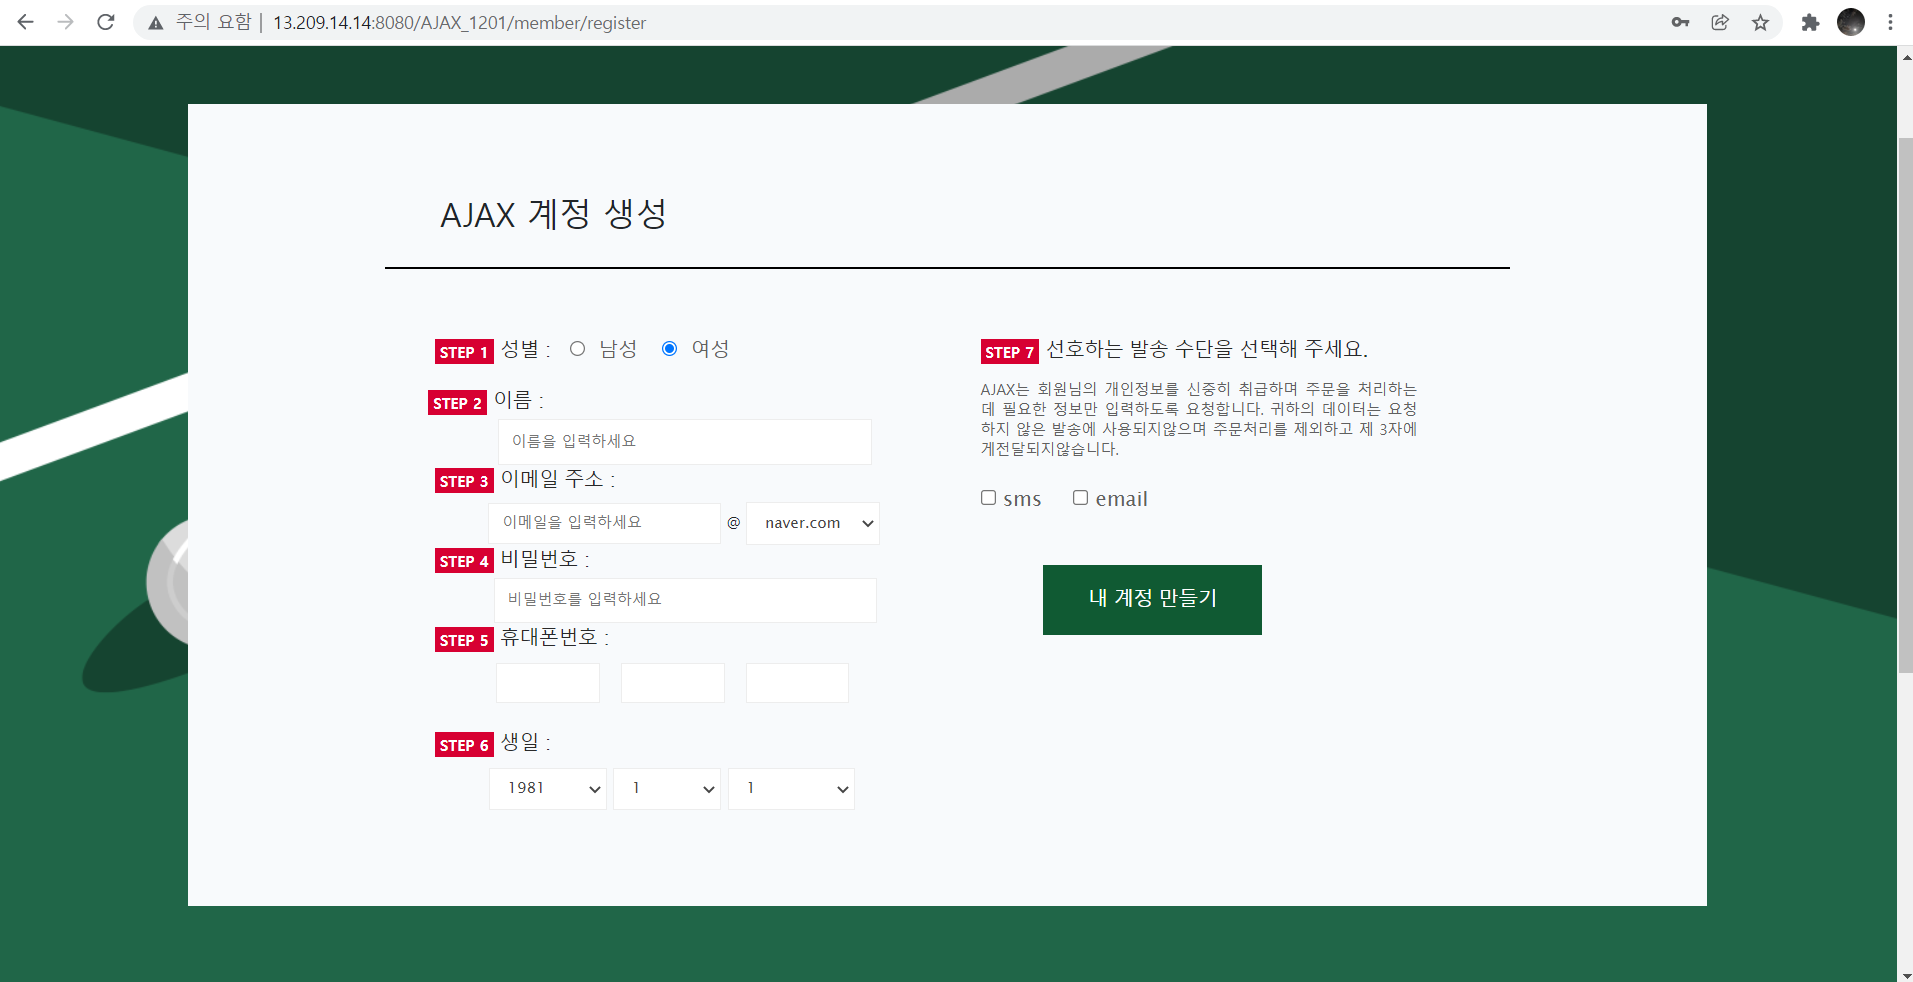 주의 요함 | 13.209.14.14:8080/AJAX_1201/member/register
AJAX 계정 생성
STEP 1 성별 : 남성 여성
STEP 2 이름 :
이름을 입력하세요
STEP 3 이메일 주소 :
이메일을 입력하세요 @ naver.com
STEP 4 비밀번호 :
비밀번호를 입력하세요
STEP 5 휴대폰번호 :
STEP 6 생일 :
1981 1 1
STEP 7 선호하는 발송 수단을 선택해 주세요.
AJAX는 회원님의 개인정보를 신중히 취급하며 주문을 처리하는
데 필요한 정보만 입력하도록 요청합니다. 귀하의 데이터는 요청
하지 않은 발송에 사용되지않으며 주문처리를 제외하고 제 3자에
게전달되지않습니다.
sms email
내 계정 만들기